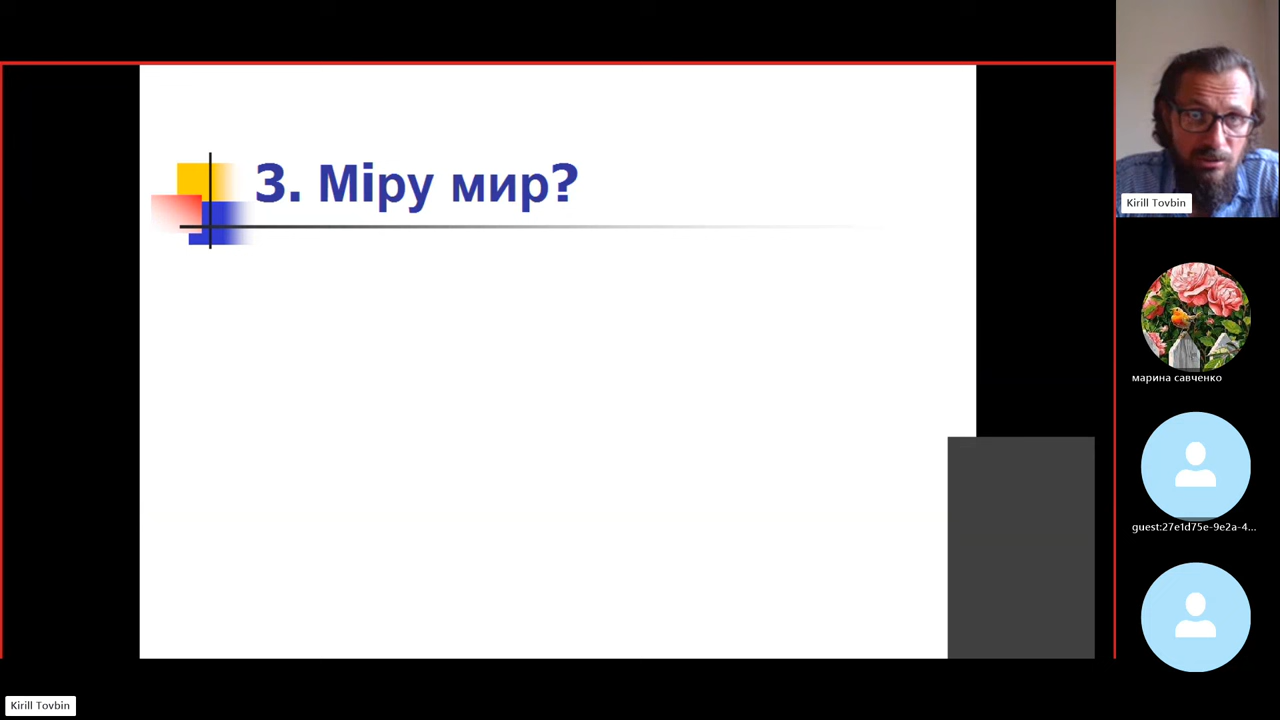 3. Міру мир?
Kirill Tovbin
марина савченко
guest:27e1d75e-9e2a-4...
Kirill Tovbin